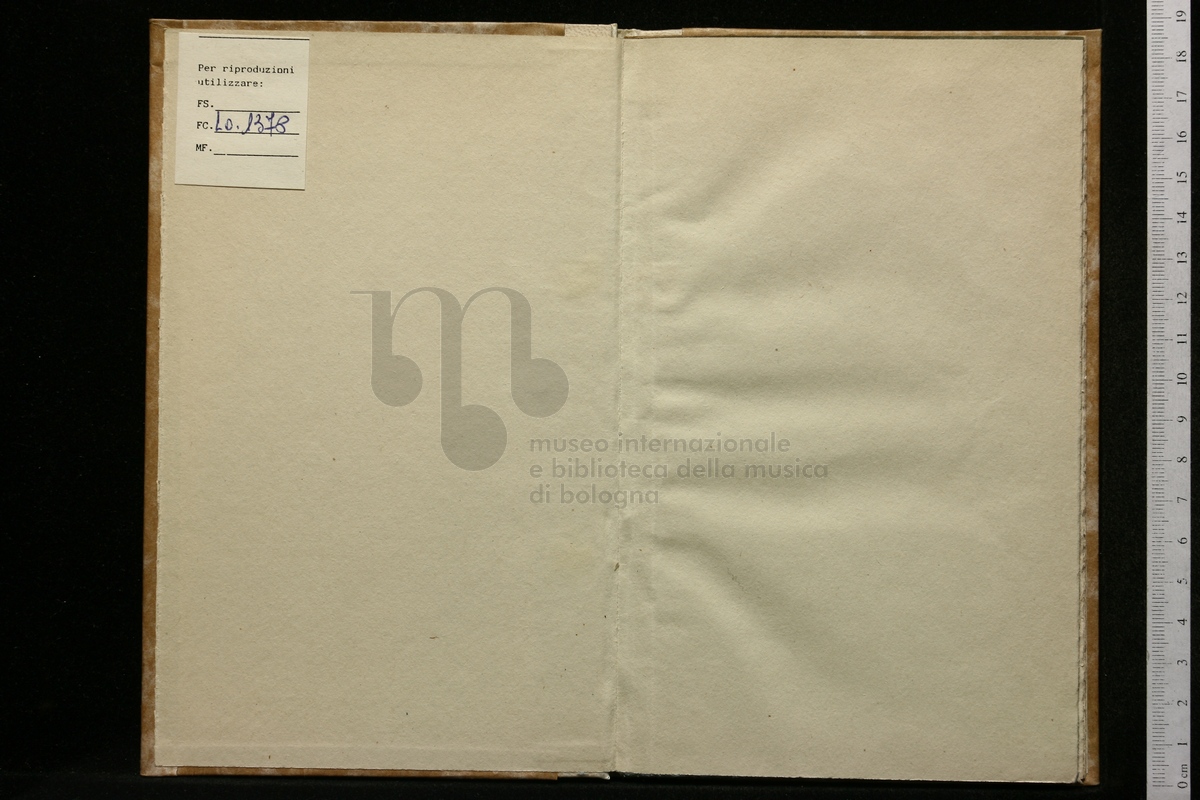 Per riproduzioni
utilizzare:
FS.
FC. Lo. 1378
MF.
museo internazionale
e biblioteca della musica
di bologna
19
18
17
16
15
14
13
12
11
10
9
8
7
6
5
4
3
2
1
0 cm